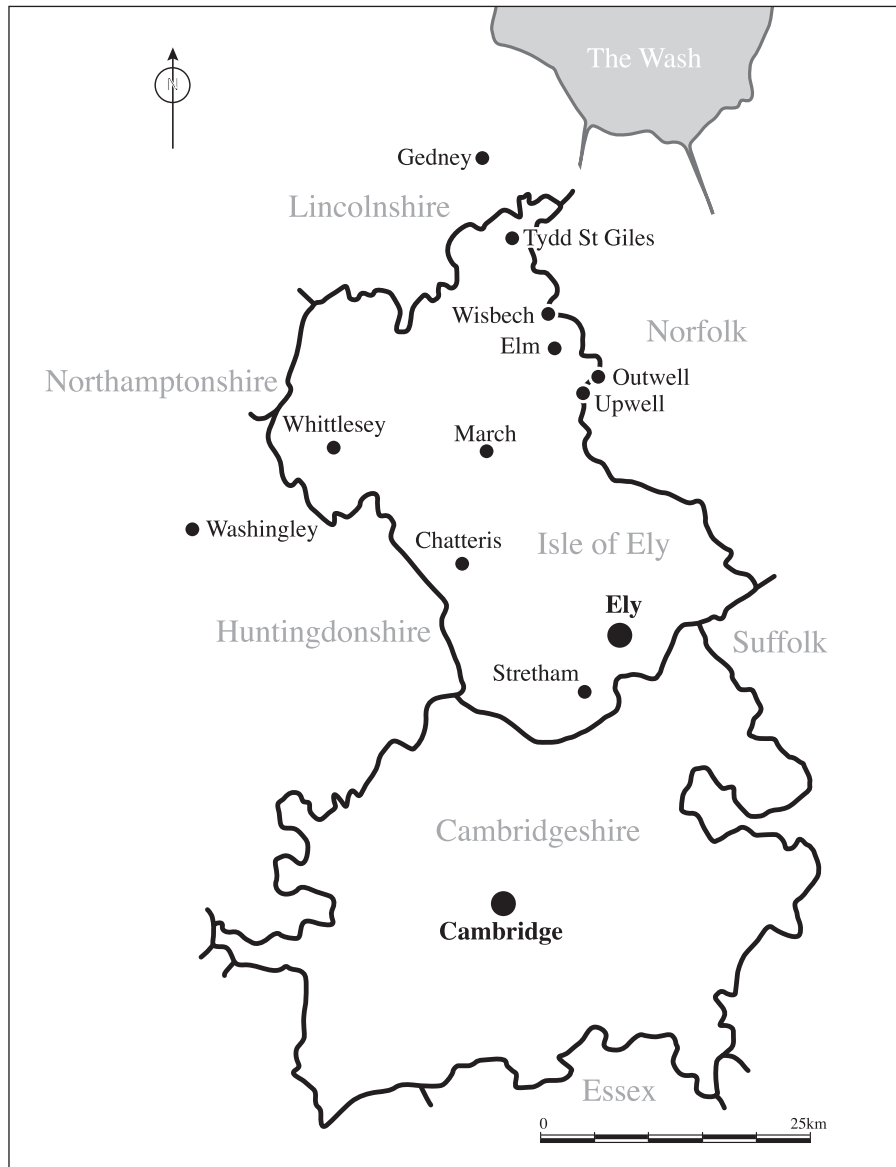 The Wash
N
Gedney
Lincolnshire
Tydd St Giles
Wisbech
Norfolk
Elm
Northamptonshire
Outwell
Upwell
Whittlesey
March
Washingley
Chatteris
Isle of Ely
Ely
Huntingdonshire
Suffolk
Stretham
Cambridgeshire
Cambridge
Essex
0 25km